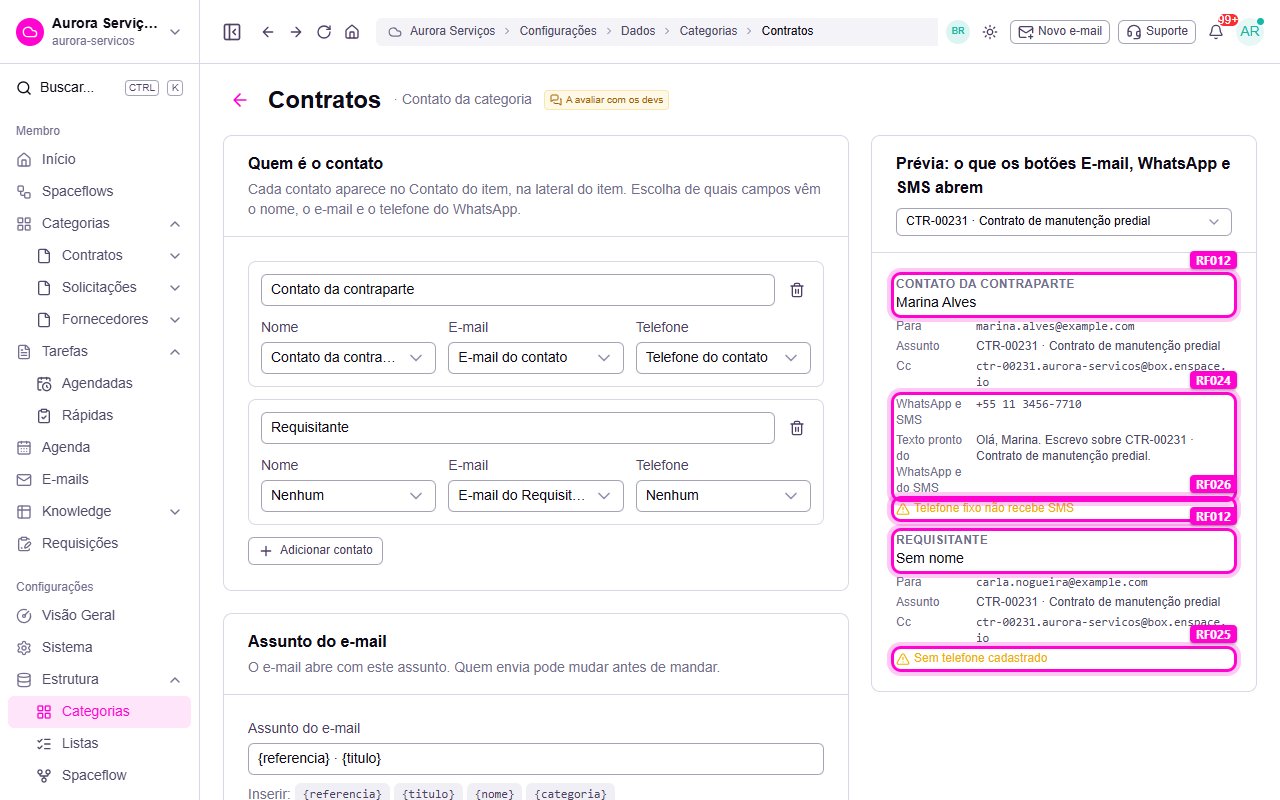 Aurora Serviç...
aurora-servicos
Aurora Serviços
Configurações
Dados
Categorias
Contratos
BR
Novo e-mail
Suporte
99+
AR
Buscar...
CTRL
K
Membro
Início
Spaceflows
Categorias
Contratos
Solicitações
Fornecedores
Tarefas
Agendadas
Rápidas
Agenda
E-mails
Knowledge
Requisições
Configurações
Visão Geral
Sistema
Estrutura
Categorias
Listas
Spaceflow
Contratos
· Contato da categoria
A avaliar com os devs
Quem é o contato
Cada contato aparece no Contato do item, na lateral do item. Escolha de quais campos vêm
o nome, o e-mail e o telefone do WhatsApp.
Contato da contraparte
Nome
E-mail
Telefone
Contato da contra...
E-mail do contato
Telefone do contato
Requisitante
Nome
E-mail
Telefone
Nenhum
E-mail do Requisit...
Nenhum
Adicionar contato
Assunto do e-mail
O e-mail abre com este assunto. Quem envia pode mudar antes de mandar.
Assunto do e-mail
{referencia} · {titulo}
Inserir: {referencia} {titulo} {nome} {categoria}
Prévia: o que os botões E-mail, WhatsApp e
SMS abrem
CTR-00231 · Contrato de manutenção predial
RF012
CONTATO DA CONTRAPARTE
Marina Alves
Para marina.alves@example.com
Assunto CTR-00231 · Contrato de manutenção predial
Cc ctr-00231.aurora-servicos@box.enspace.
io
RF024
WhatsApp e +55 11 3456-7710
SMS
Texto pronto Olá, Marina. Escrevo sobre CTR-00231 ·
do Contrato de manutenção predial.
WhatsApp e
do SMS
RF026
Telefone fixo não recebe SMS
RF012
REQUISITANTE
Sem nome
Para carla.nogueira@example.com
Assunto CTR-00231 · Contrato de manutenção predial
Cc ctr-00231.aurora-servicos@box.enspace.
io
RF025
Sem telefone cadastrado